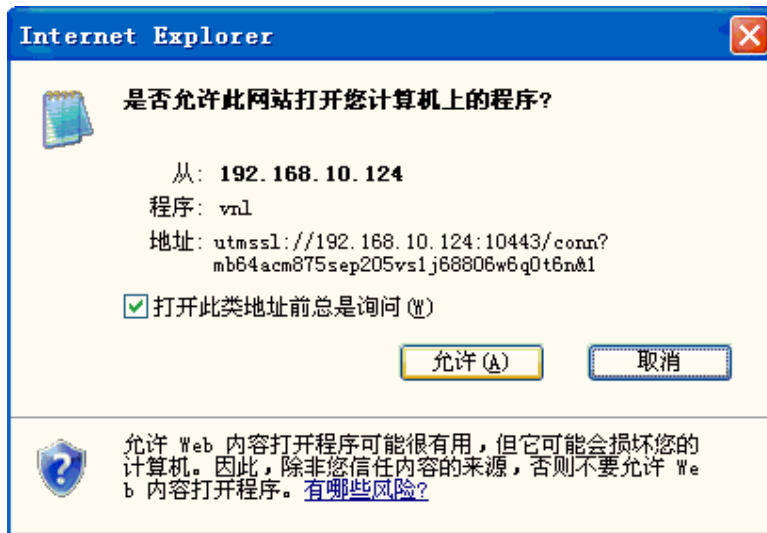 Internet Explorer
是否允许此网站打开您计算机上的程序?
从: 192.168.10.124
程序: vnl
地址: utmssl://192.168.10.124:10443/conn?
mb64acm875sep205vs1j68806w6q0t6n&1
打开此类地址前总是询问(W)
允许(A)
取消
允许 Web 内容打开程序可能很有用，但它可能会损坏您的
计算机。因此，除非您信任内容的来源，否则不要允许 We
b 内容打开程序。有哪些风险?